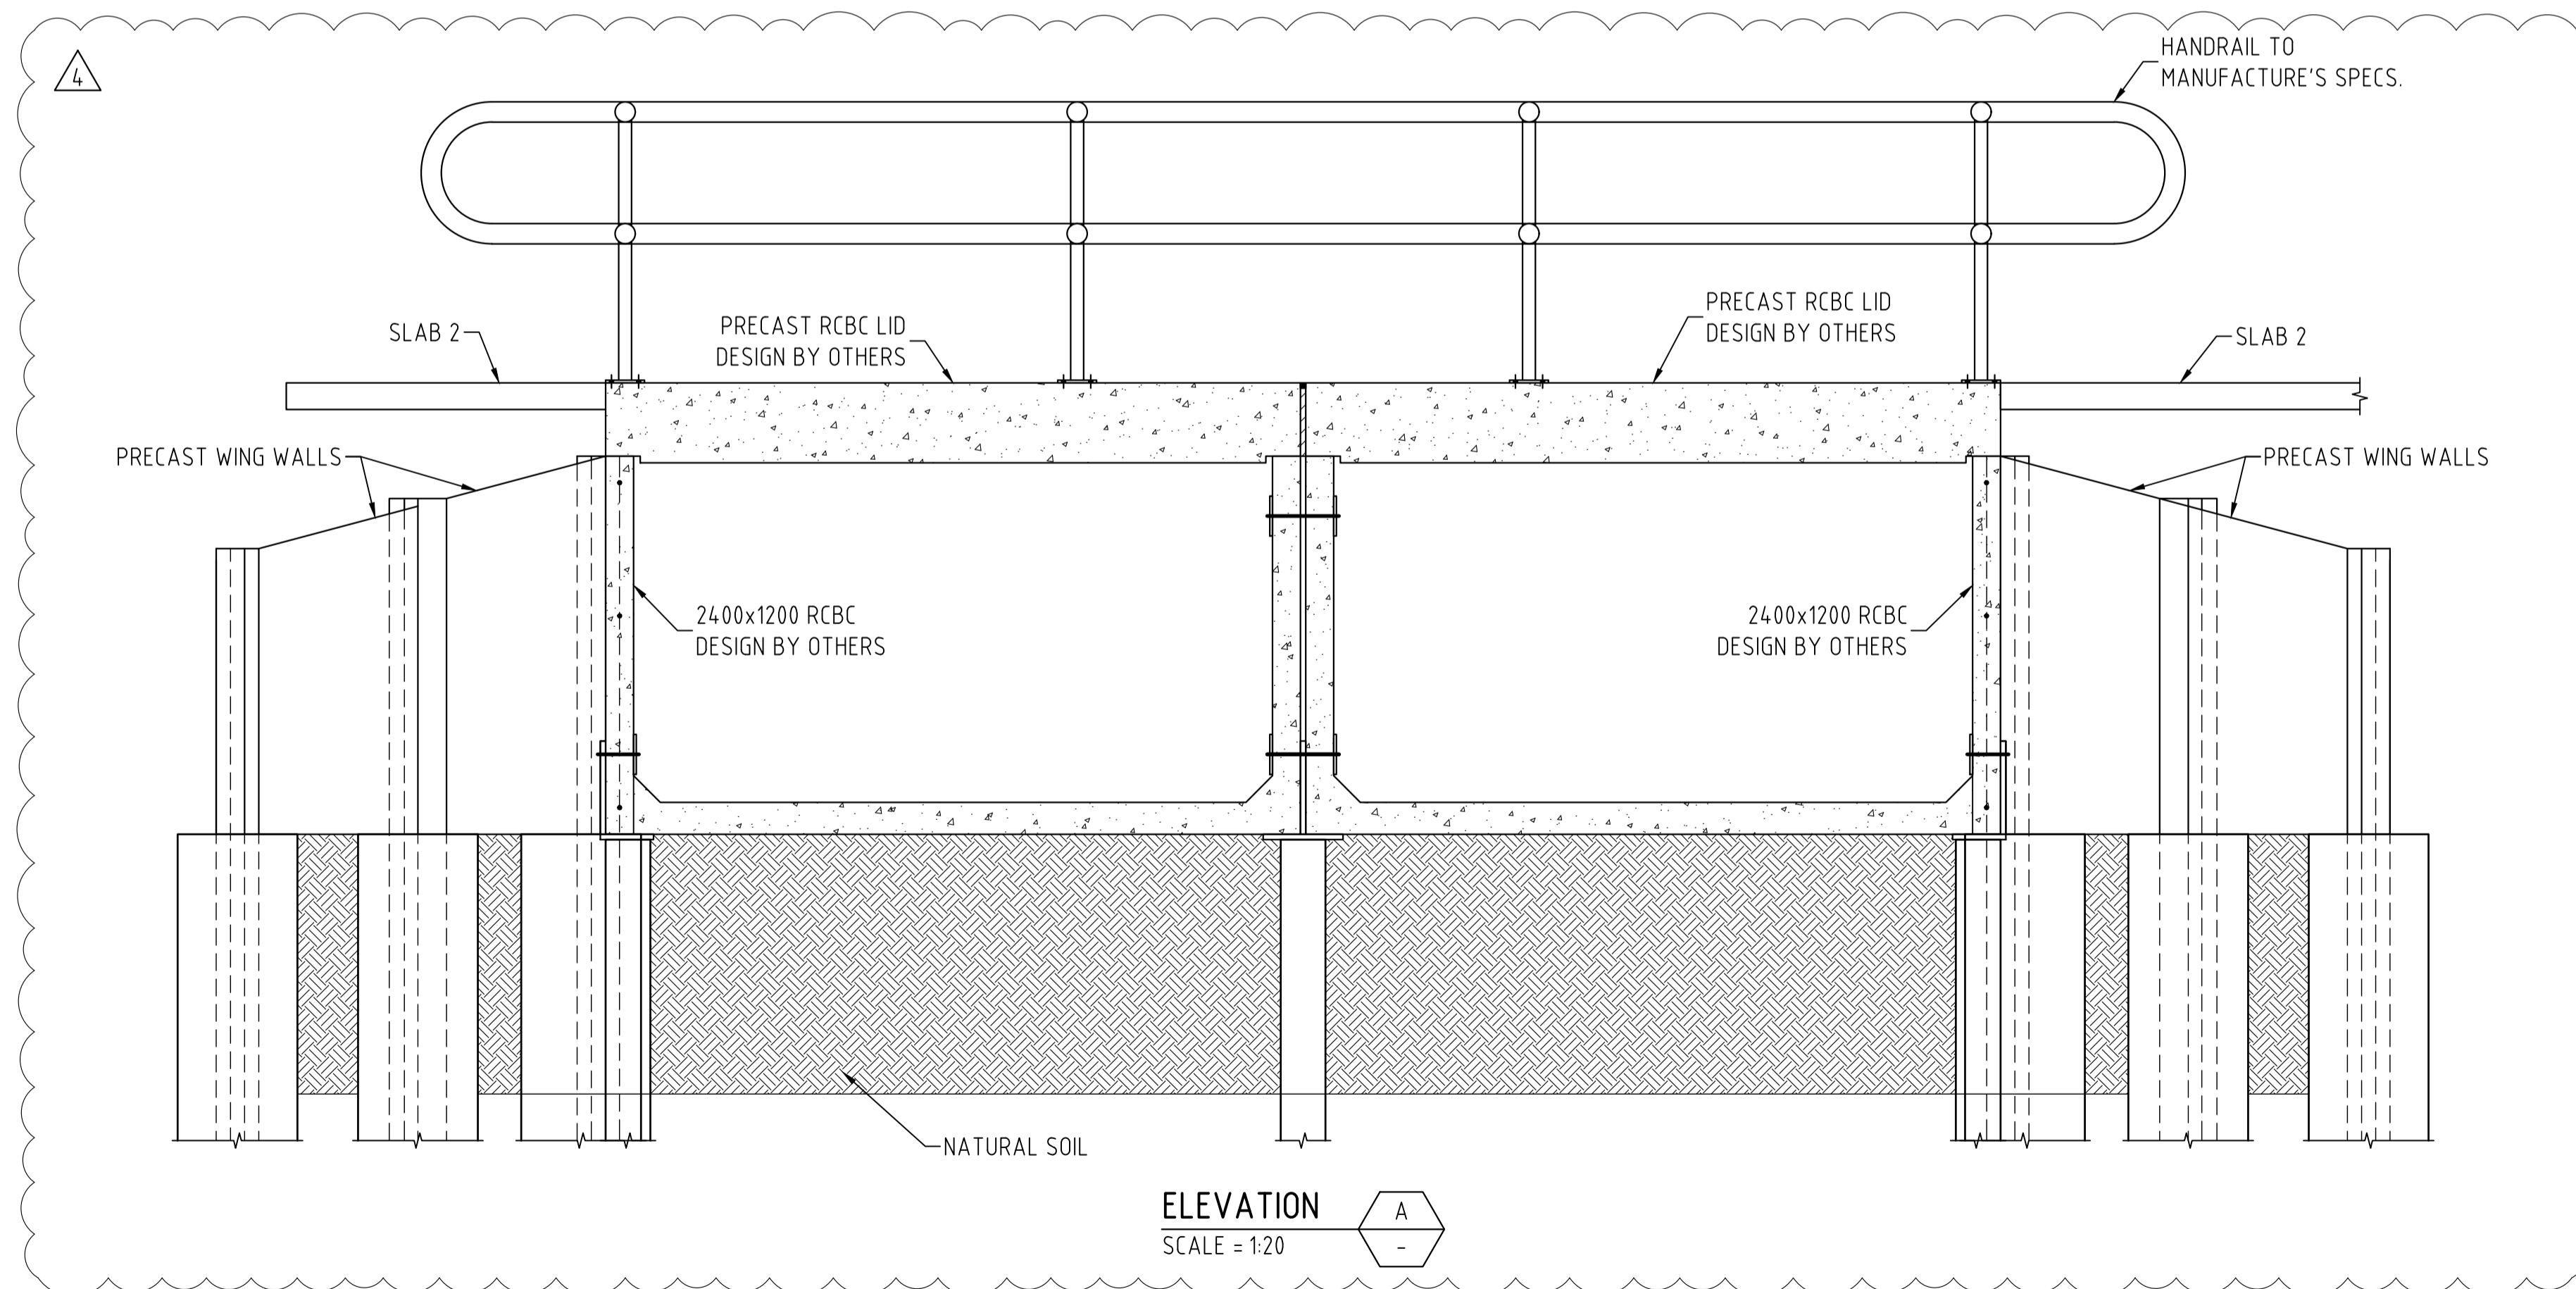 4
HANDRAIL TO
MANUFACTURE'S SPECS.
SLAB 2
PRECAST RCBC LID
DESIGN BY OTHERS
PRECAST RCBC LID
DESIGN BY OTHERS
SLAB 2
PRECAST WING WALLS
PRECAST WING WALLS
2400x1200 RCBC
DESIGN BY OTHERS
2400x1200 RCBC
DESIGN BY OTHERS
NATURAL SOIL
ELEVATION
SCALE = 1:20
A
-